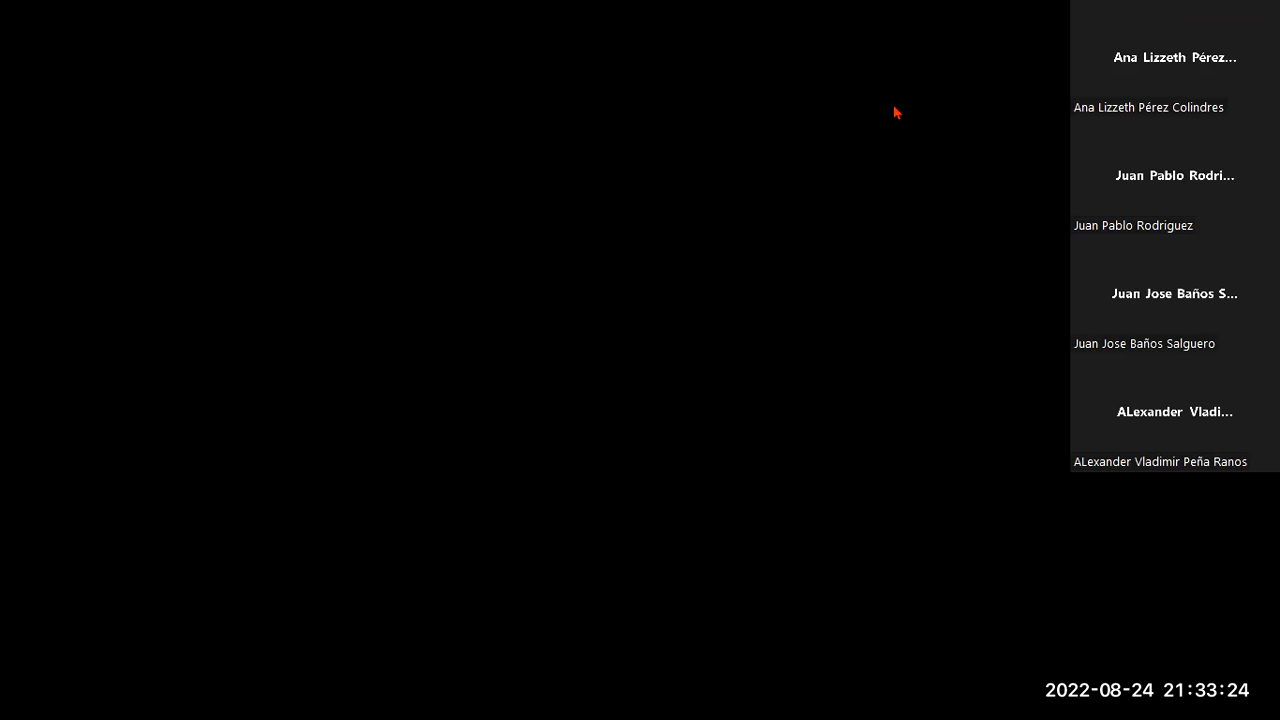 Ana Lizzeth Pérez...
Ana Lizzeth Pérez Colindres
Juan Pablo Rodri...
Juan Pablo Rodriguez
Juan Jose Baños S...
Juan Jose Baños Salguero
ALexander Vladi...
ALexander Vladimir Peña Ranos
2022-08-24 21:33:24